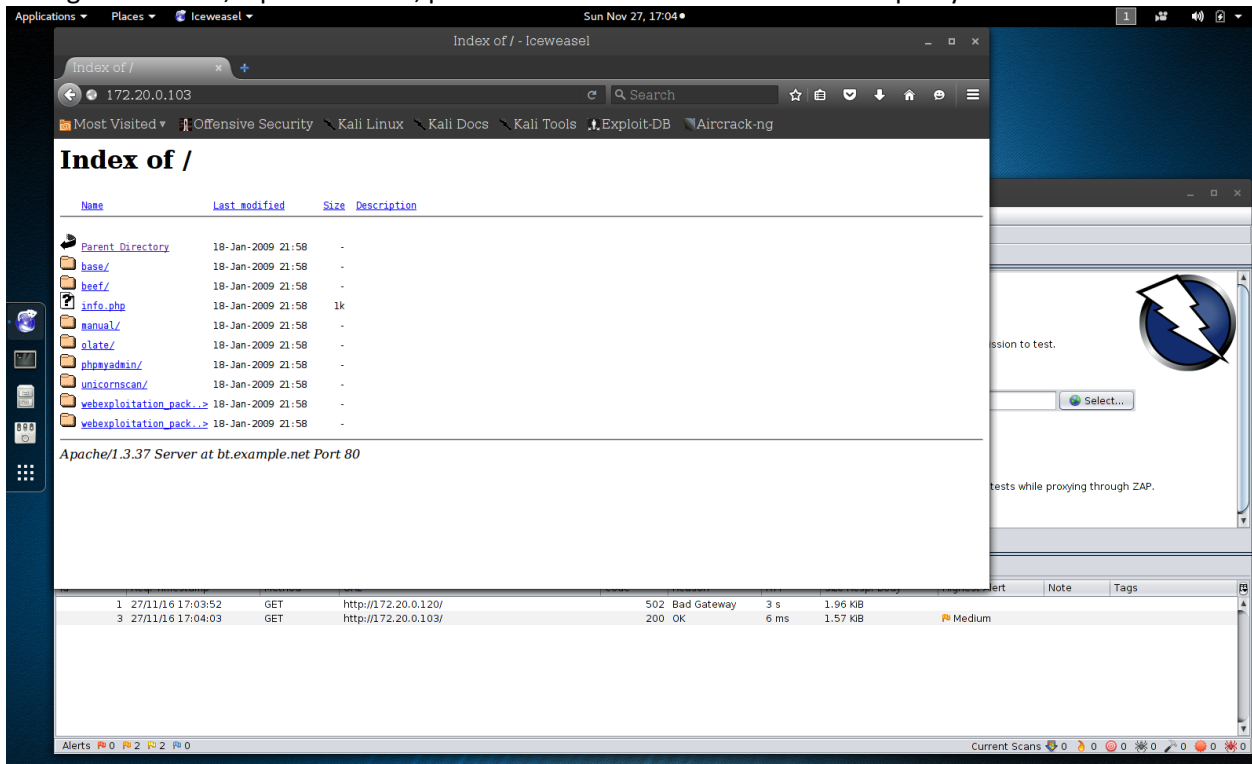 Applications Places Iceweasel Sun Nov 27, 17:04 1
Index of / - Iceweasel
Index of /
172.20.0.103 Search
Most Visited Offensive Security Kali Linux Kali Docs Kali Tools Exploit-DB Aircrack-ng
Index of /
Name Last modified Size Description
Parent Directory 18-Jan-2009 21:58 -
base/ 18-Jan-2009 21:58 -
beef/ 18-Jan-2009 21:58 -
info.php 18-Jan-2009 21:58 1k
manual/ 18-Jan-2009 21:58 -
olate/ 18-Jan-2009 21:58 -
phpmyadmin/ 18-Jan-2009 21:58 -
unicornscan/ 18-Jan-2009 21:58 -
webexploitation_pack..> 18-Jan-2009 21:58 -
webexploitation_pack..> 18-Jan-2009 21:58 -
Apache/1.3.37 Server at bt.example.net Port 80
ission to test.
Select...
tests while proxying through ZAP.
Note Tags
1 27/11/16 17:03:52 GET http://172.20.0.120/ 502 Bad Gateway 3 s 1.96 KiB
3 27/11/16 17:04:03 GET http://172.20.0.103/ 200 OK 6 ms 1.57 KiB Medium
Alerts 0 2 2 0 Current Scans 0 0 0 0 0 0 0